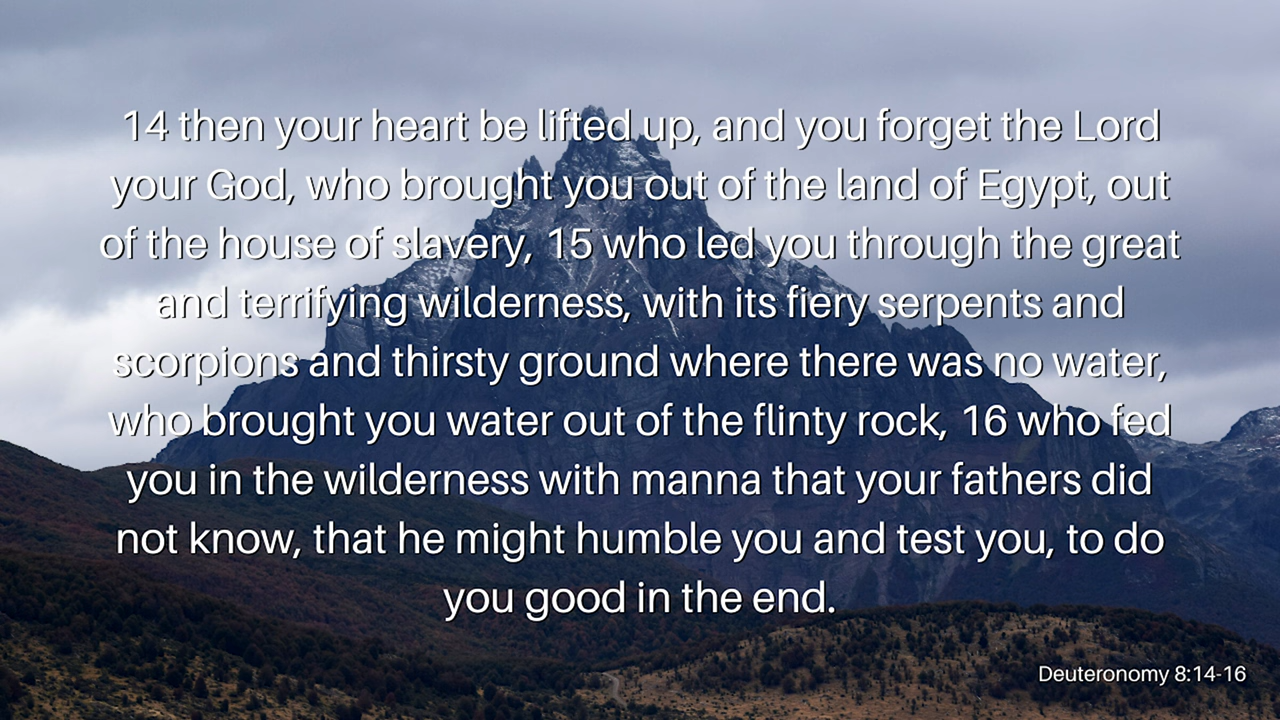 14 then your heart be lifted up, and you forget the Lord
your God, who brought you out of the land of Egypt, out
of the house of slavery, 15 who led you through the great
and terrifying wilderness, with its fiery serpents and
scorpions and thirsty ground where there was no water,
who brought you water out of the flinty rock, 16 who fed
you in the wilderness with manna that your fathers did
not know, that he might humble you and test you, to do
you good in the end.
Deuteronomy 8:14-16